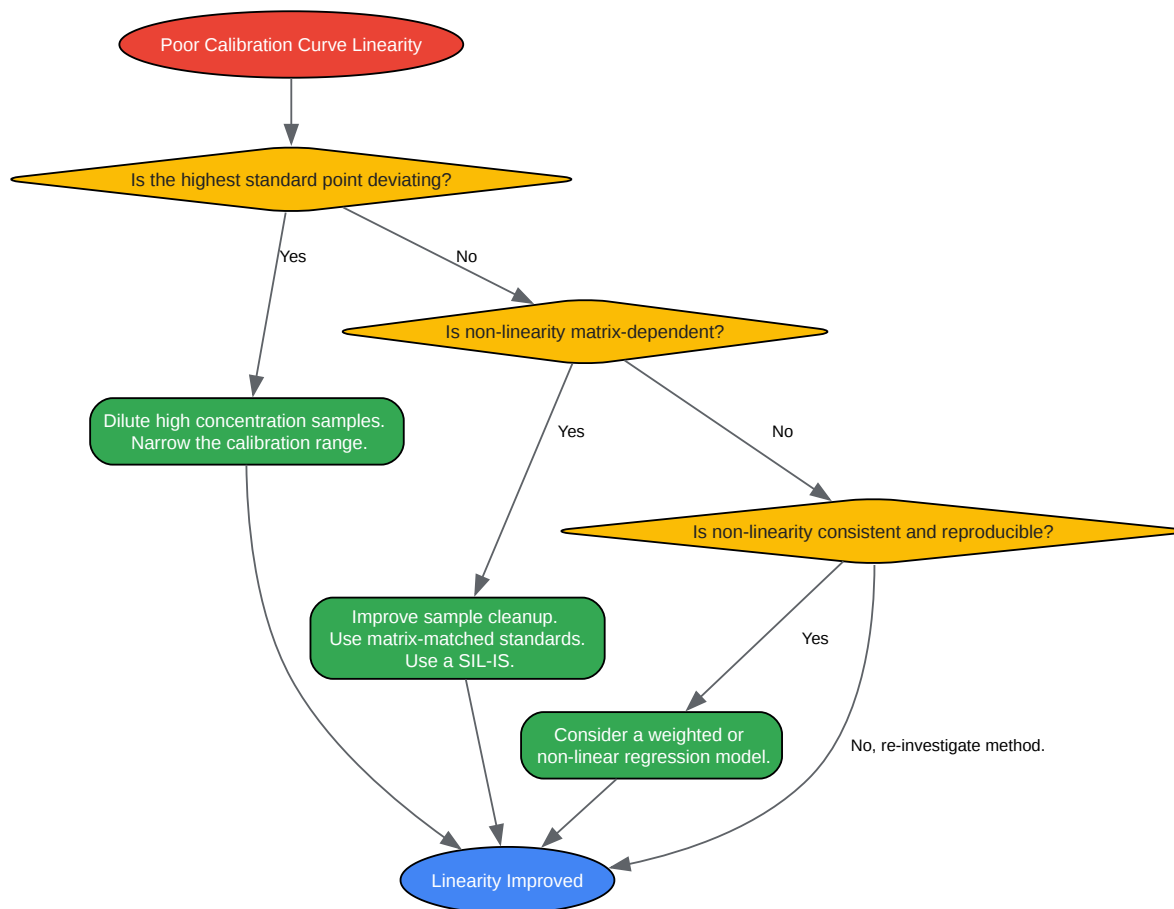 Poor Calibration Curve Linearity
Is the highest standard point deviating?
Yes
No
Is non-linearity matrix-dependent?
Dilute high concentration samples.
Narrow the calibration range.
Yes
No
Is non-linearity consistent and reproducible?
Improve sample cleanup.
Use matrix-matched standards.
Use a SIL-IS.
Yes
Consider a weighted or
non-linear regression model.
No, re-investigate method.
Linearity Improved